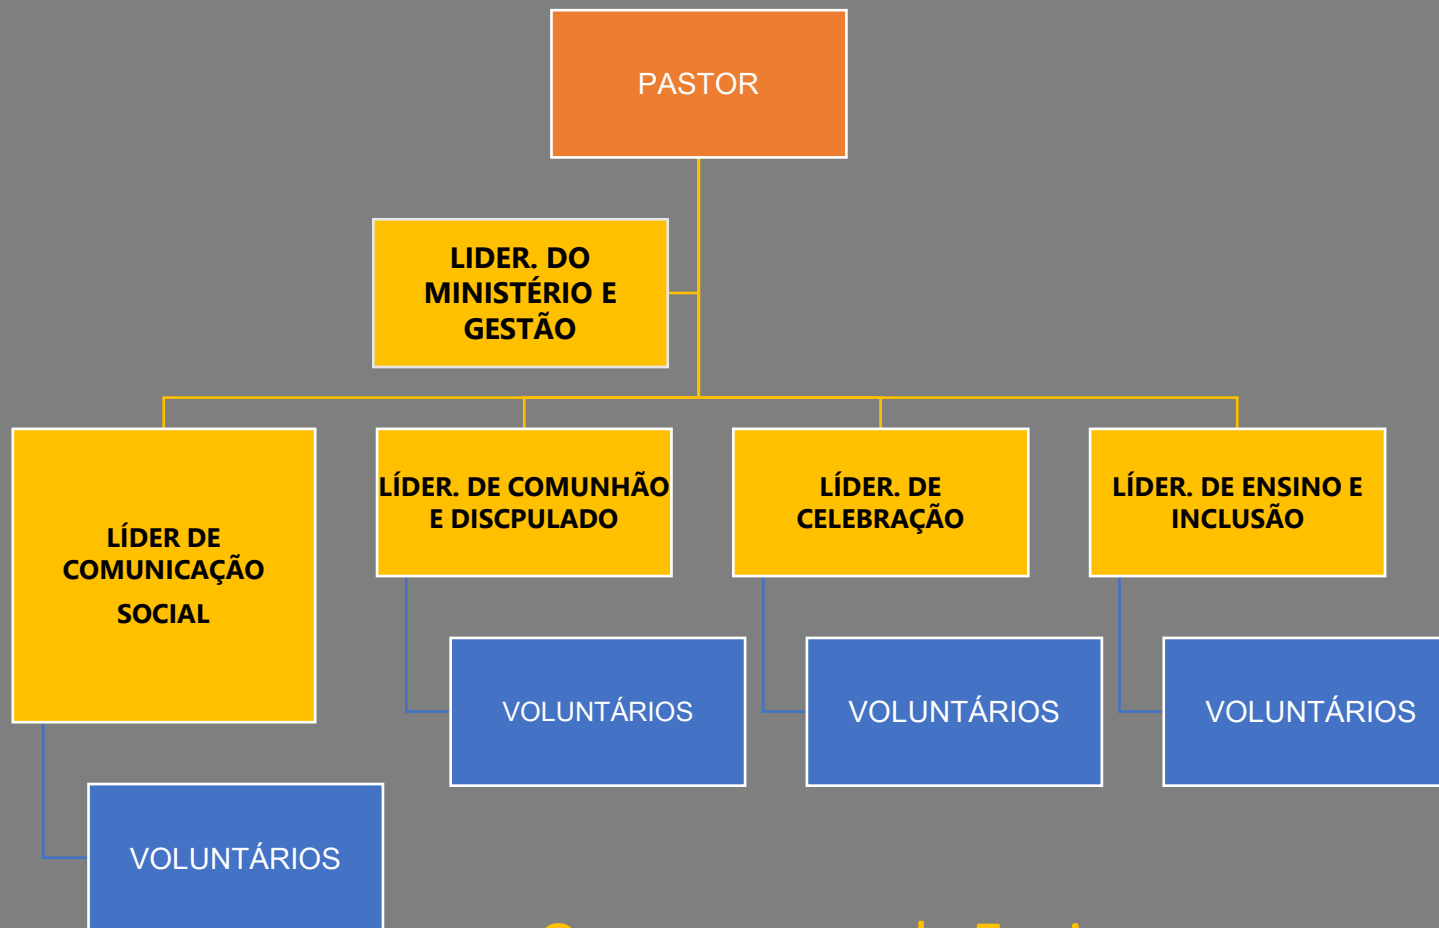 PASTOR
LIDER. DO
MINISTÉRIO E
GESTÃO
LÍDER DE
COMUNICAÇÃO
SOCIAL
LÍDER. DE COMUNHÃO
E DISCPULADO
LÍDER. DE
CELEBRAÇÃO
LÍDER. DE ENSINO E
INCLUSÃO
VOLUNTÁRIOS
VOLUNTÁRIOS
VOLUNTÁRIOS
VOLUNTÁRIOS